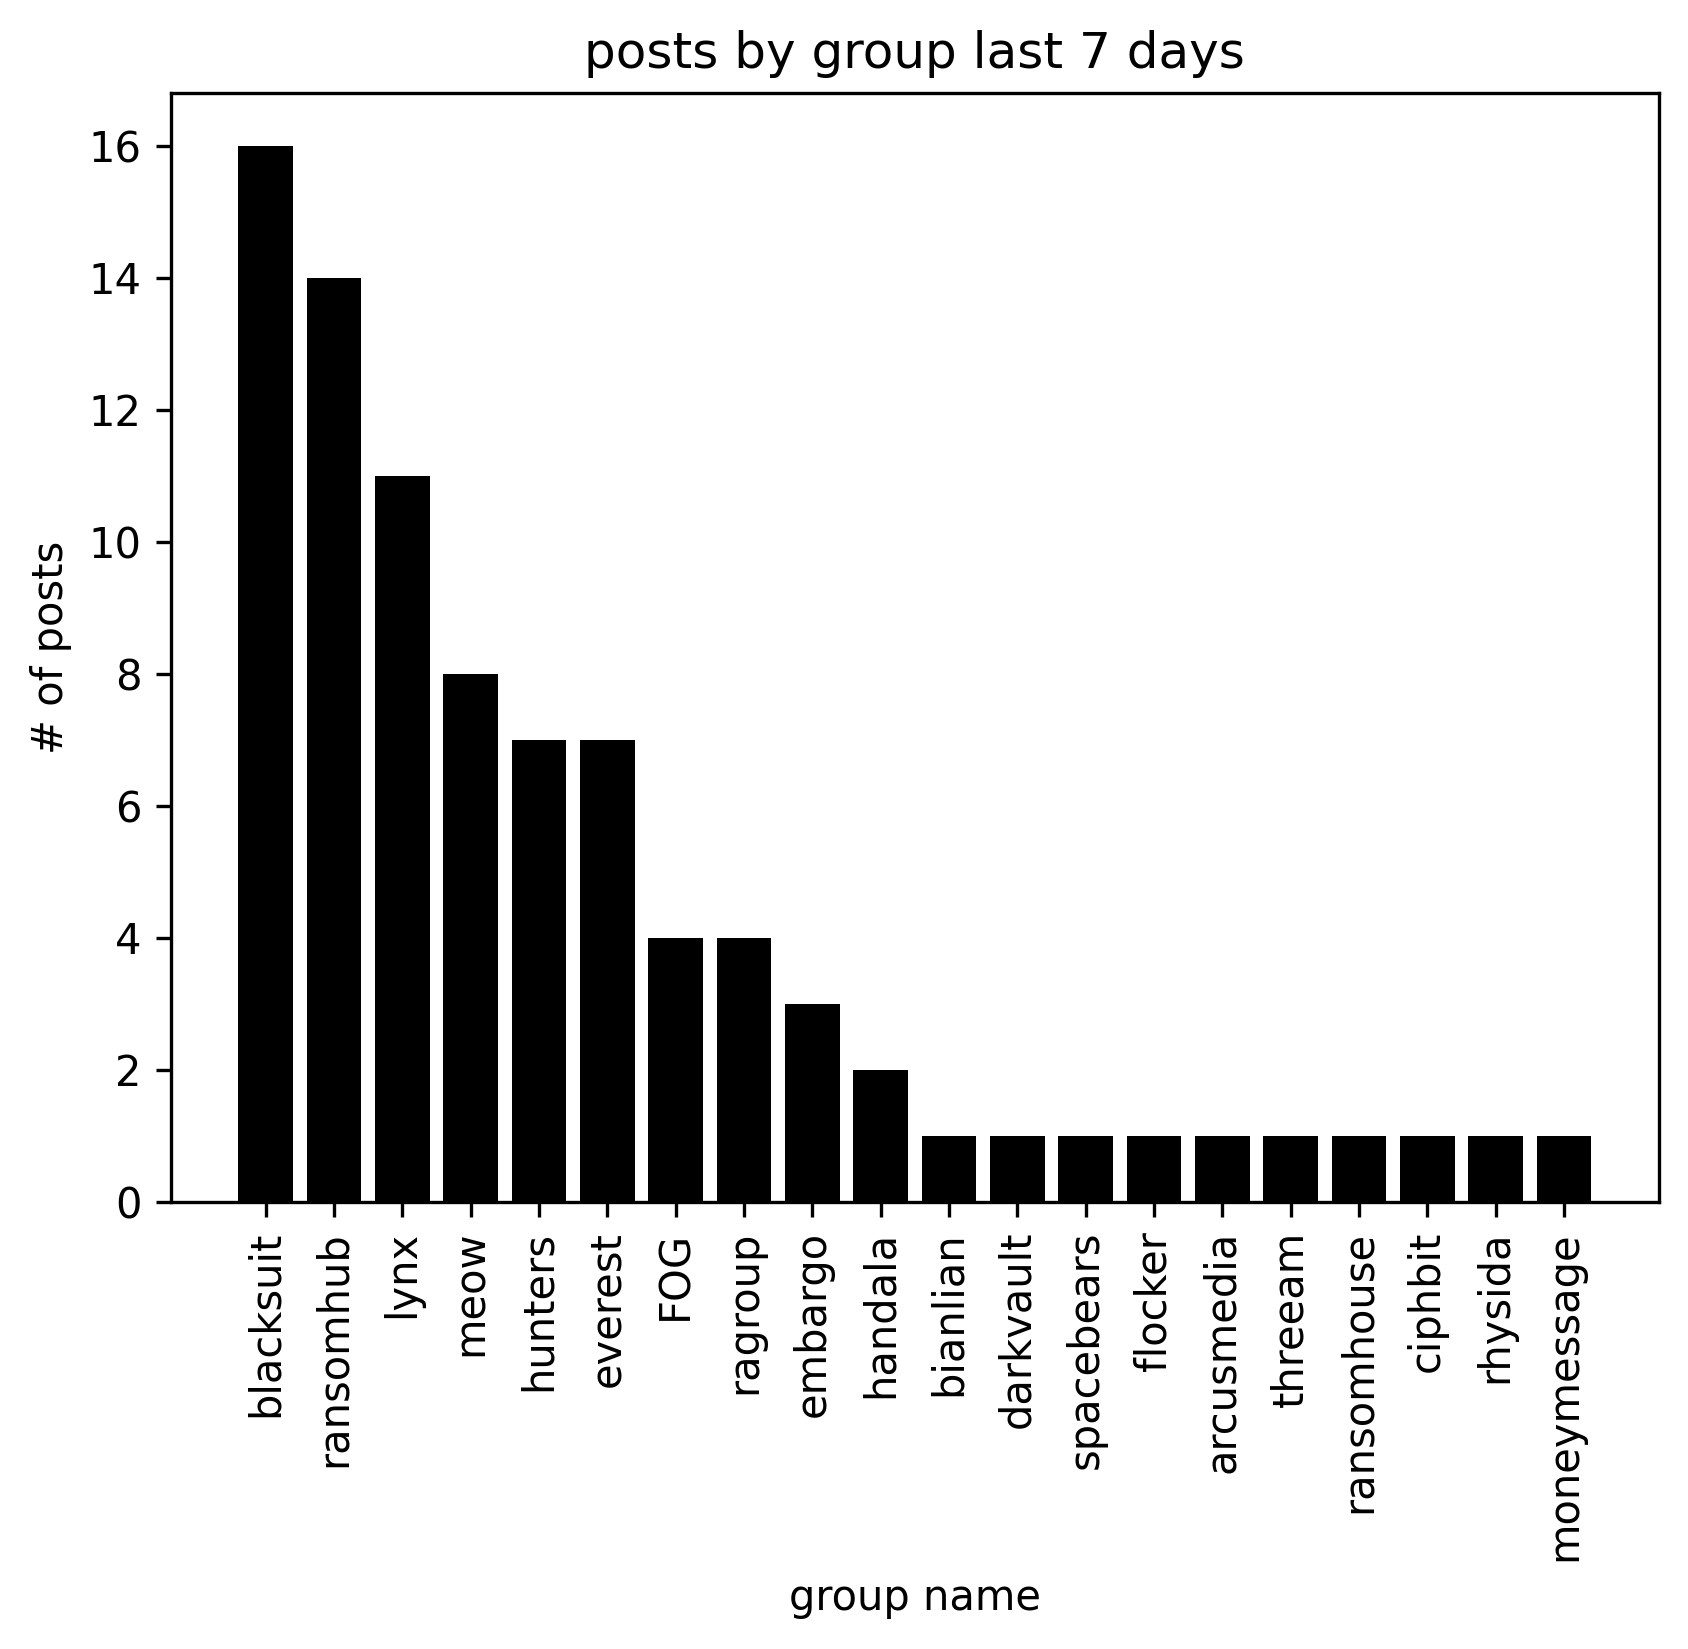 posts by group last 7 days
# of posts
16
14
12
10
8
6
4
2
0
blacksuit
ransomhub
lynx
meow
hunters
everest
FOG
ragroup
embargo
handala
bianlian
darkvault
spacebears
flocker
arcusmedia
threeam
ransomhouse
ciphbit
rhysida
moneymessage
group name